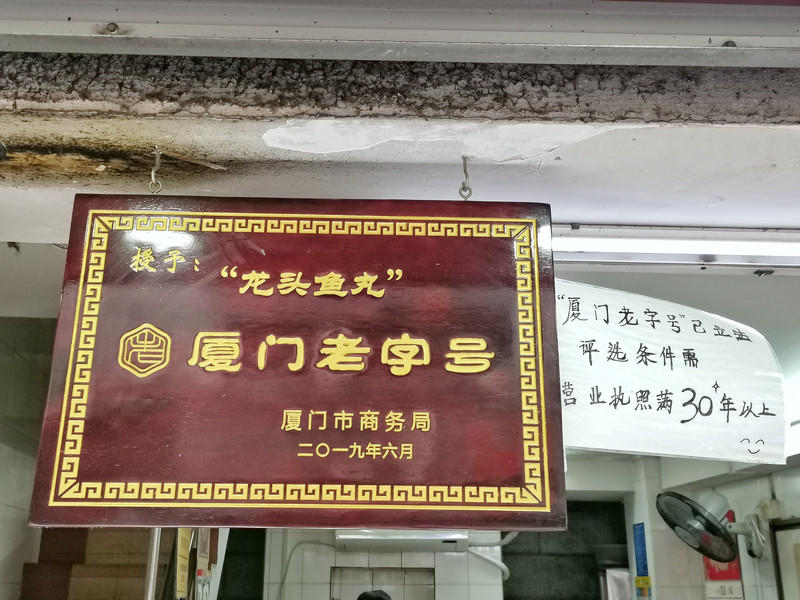 授予：
“龙头鱼丸”
厦门老字号
厦门市商务局
二〇一九年六月
“厦门老字号”已立法
评选条件需
营业执照满30+年以上